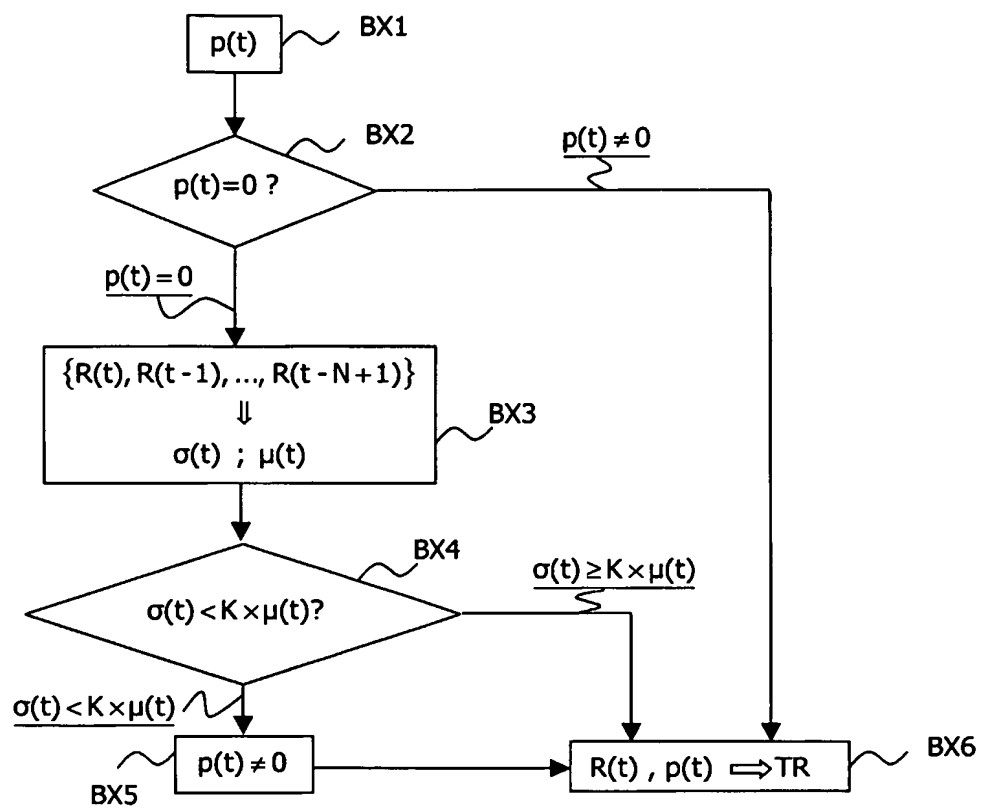 p(t)
BX1
BX2
p(t)≠0
p(t)=0 ?
p(t)=0
{R(t), R(t-1), ..., R(t-N+1)}
⇓
σ(t) ; μ(t)
BX3
BX4
σ(t)≥K×μ(t)
σ(t)<K×μ(t)?
σ(t)<K×μ(t)
p(t)≠0
BX5
R(t) , p(t) ⇨TR
BX6